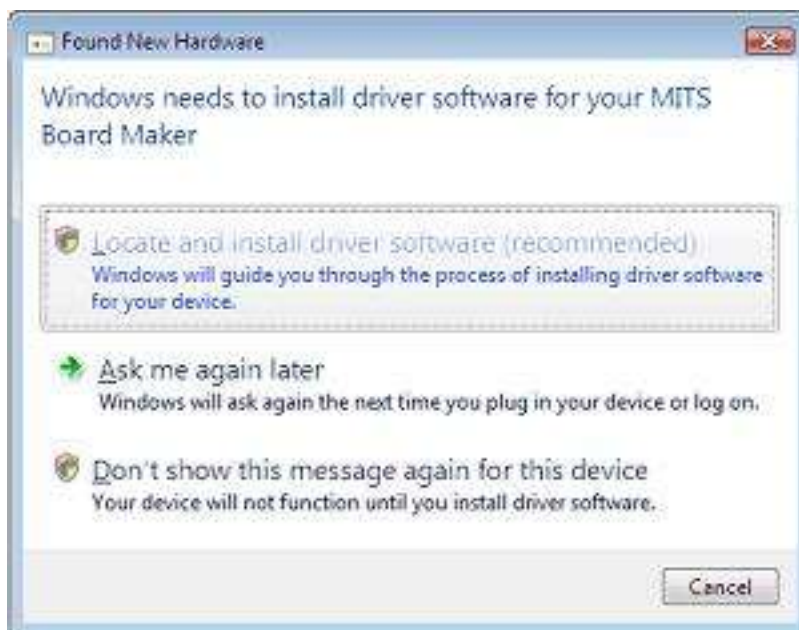 Found New Hardware
Windows needs to install driver software for your MITS
Board Maker
Locate and install driver software (recommended)
Windows will guide you through the process of installing driver software
for your device.
Ask me again later
Windows will ask again the next time you plug in your device or log on.
Don't show this message again for this device
Your device will not function until you install driver software.
Cancel